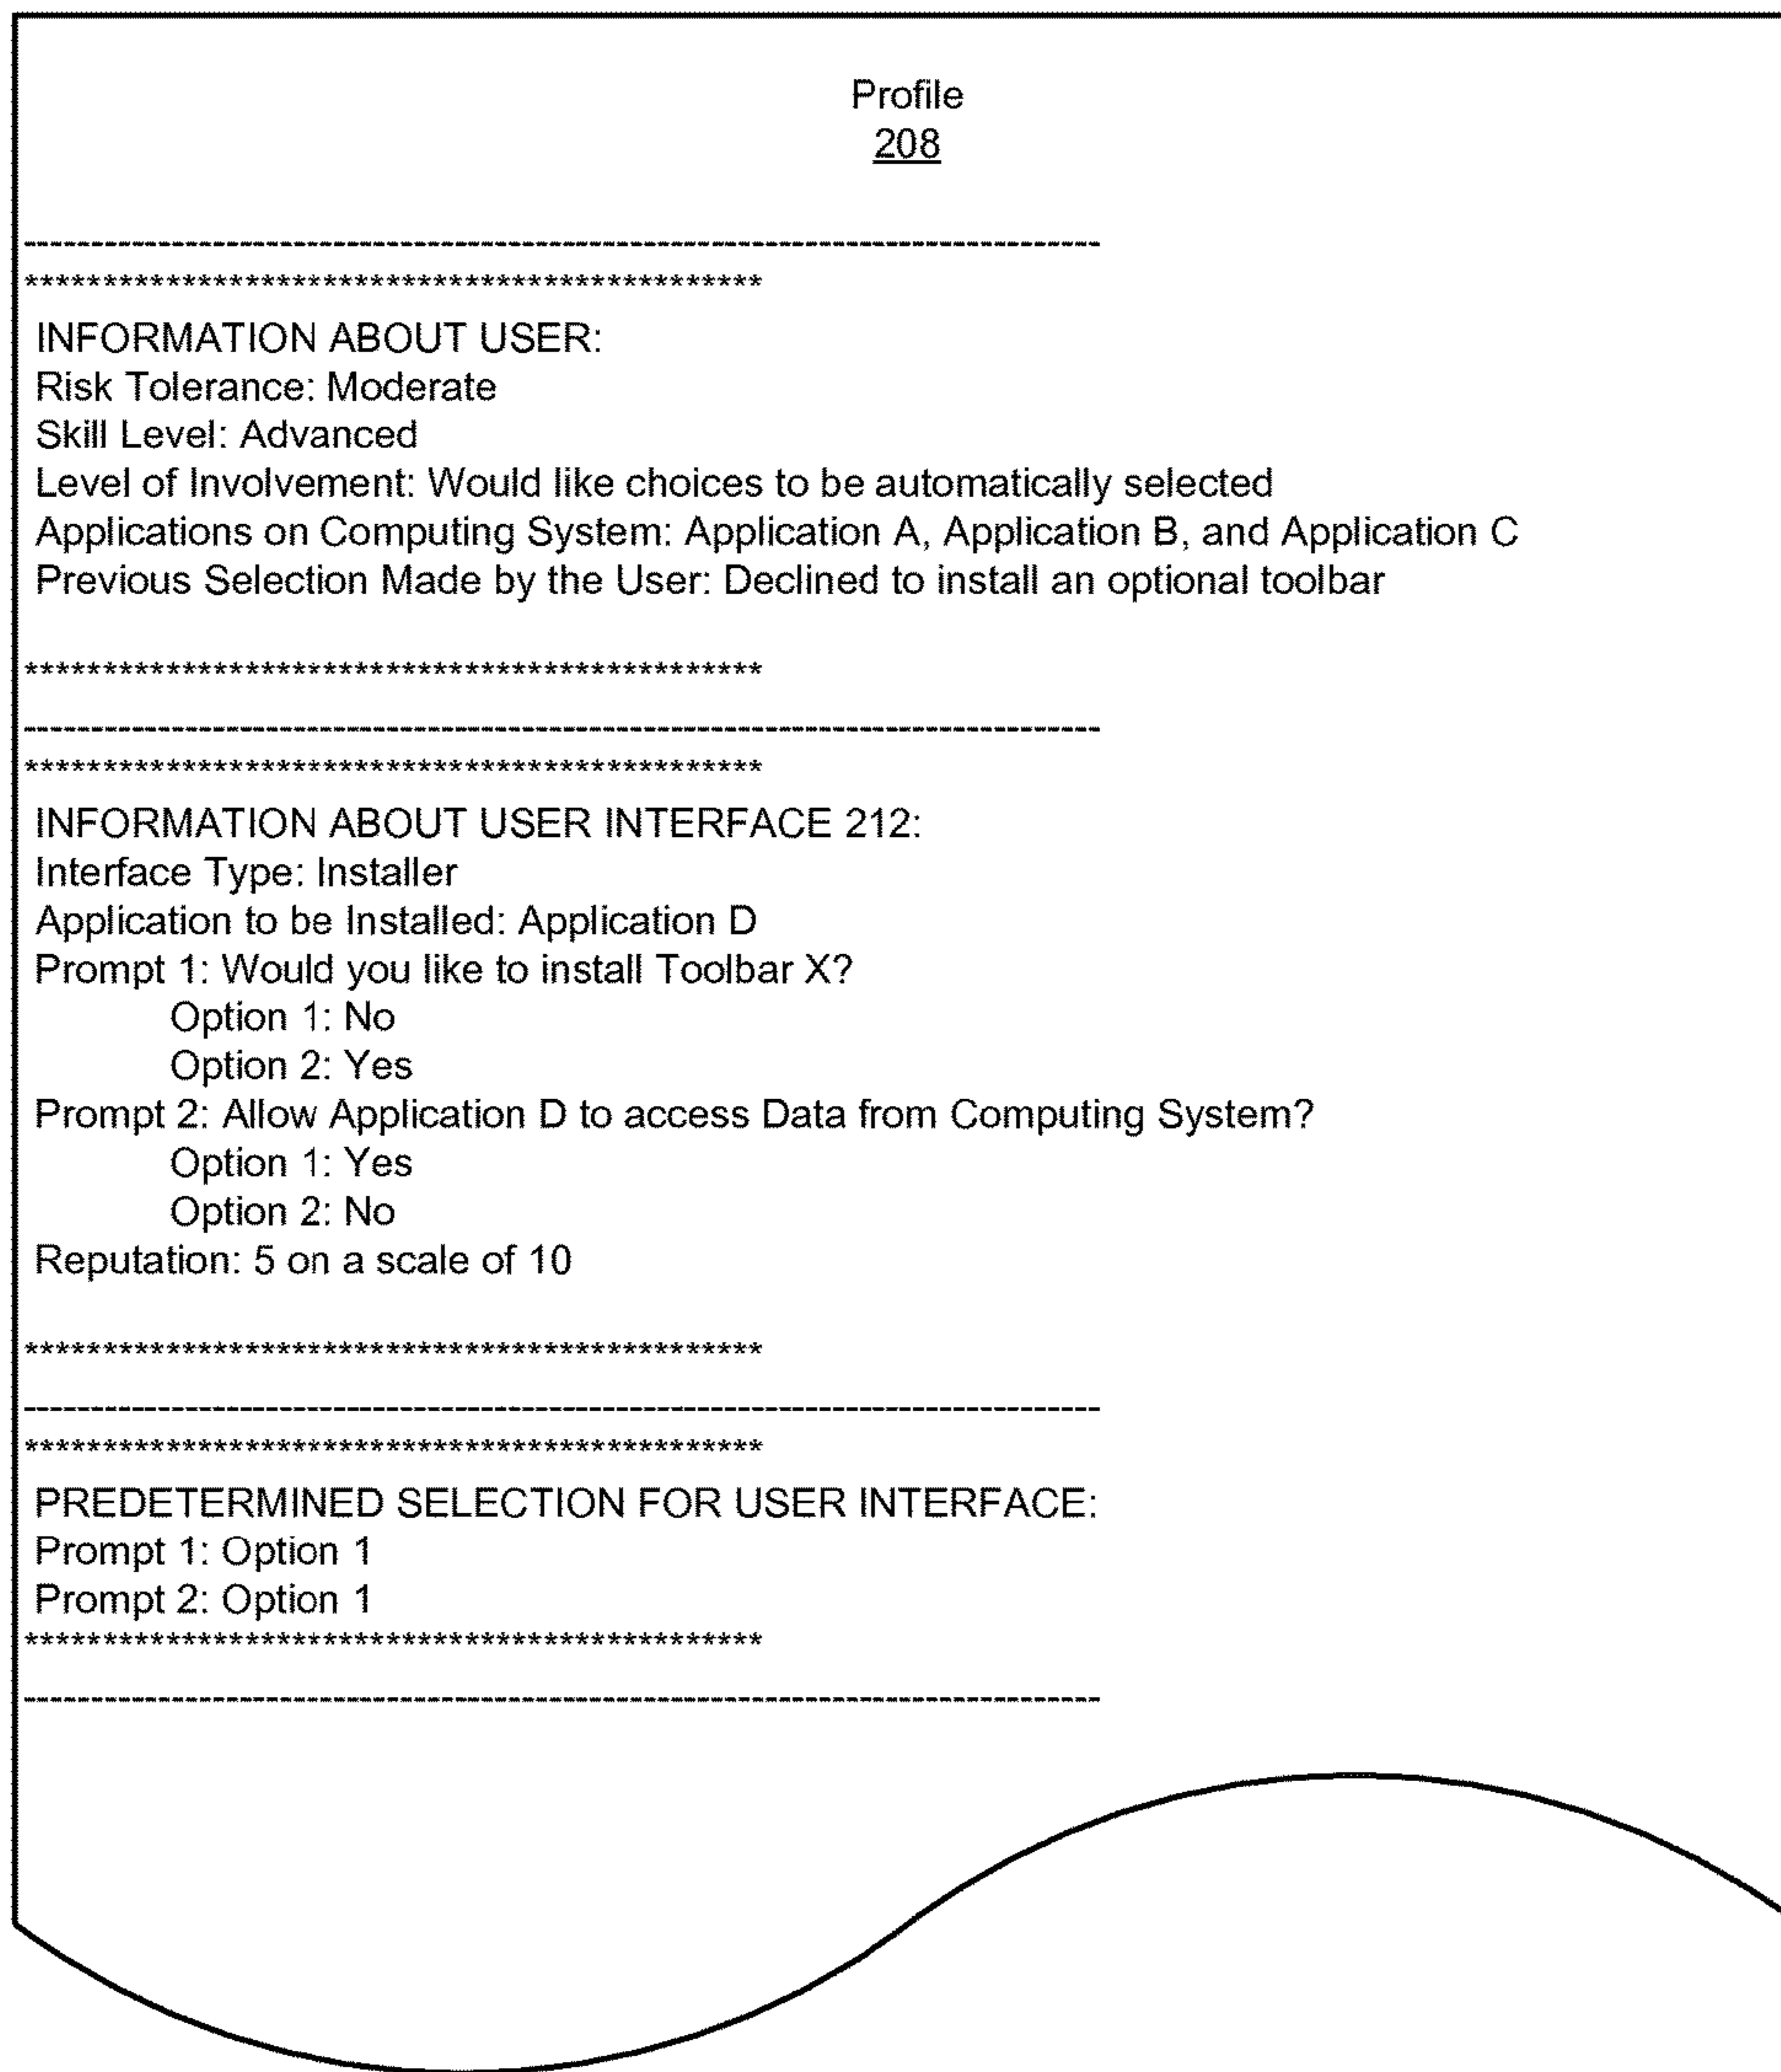 Profile
208
--------------------------------------------------------------------------------
***********************************************
INFORMATION ABOUT USER:
Risk Tolerance: Moderate
Skill Level: Advanced
Level of Involvement: Would like choices to be automatically selected
Applications on Computing System: Application A, Application B, and Application C
Previous Selection Made by the User: Declined to install an optional toolbar
***********************************************
--------------------------------------------------------------------------------
***********************************************
INFORMATION ABOUT USER INTERFACE 212:
Interface Type: Installer
Application to be Installed: Application D
Prompt 1: Would you like to install Toolbar X?
Option 1: No
Option 2: Yes
Prompt 2: Allow Application D to access Data from Computing System?
Option 1: Yes
Option 2: No
Reputation: 5 on a scale of 10
***********************************************
--------------------------------------------------------------------------------
***********************************************
PREDETERMINED SELECTION FOR USER INTERFACE:
Prompt 1: Option 1
Prompt 2: Option 1
***********************************************
--------------------------------------------------------------------------------